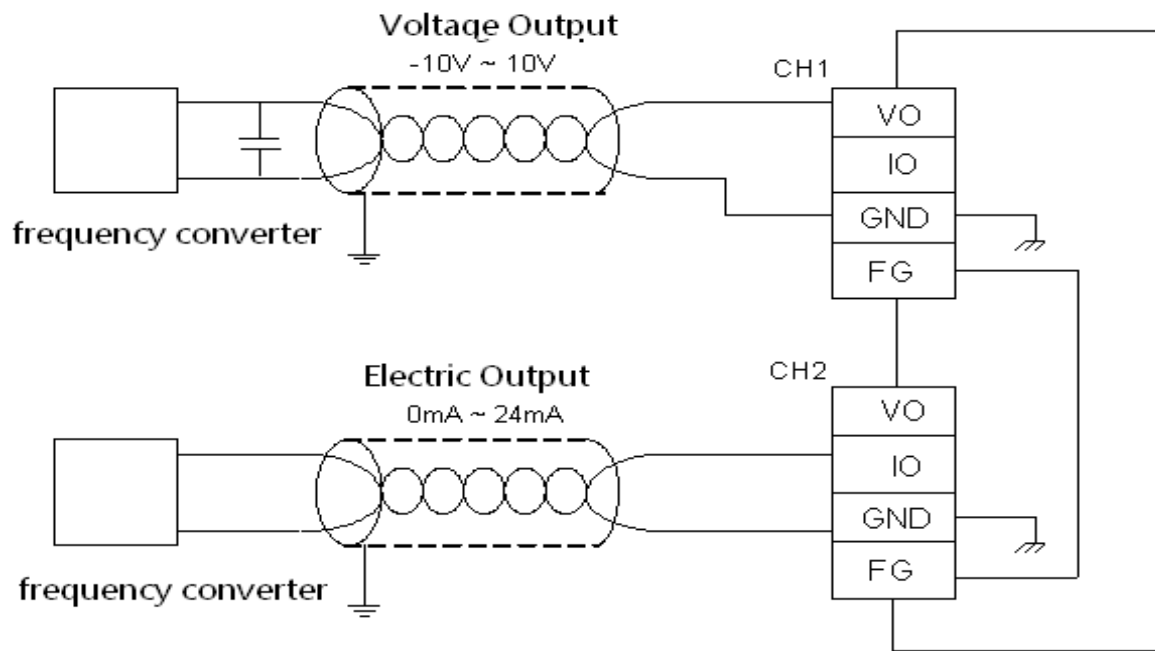 Voltage Output
-10V ~ 10V
CH1
VO
IO
GND
FG
frequency converter
Electric Output
0mA ~ 24mA
CH2
VO
IO
GND
FG
frequency converter